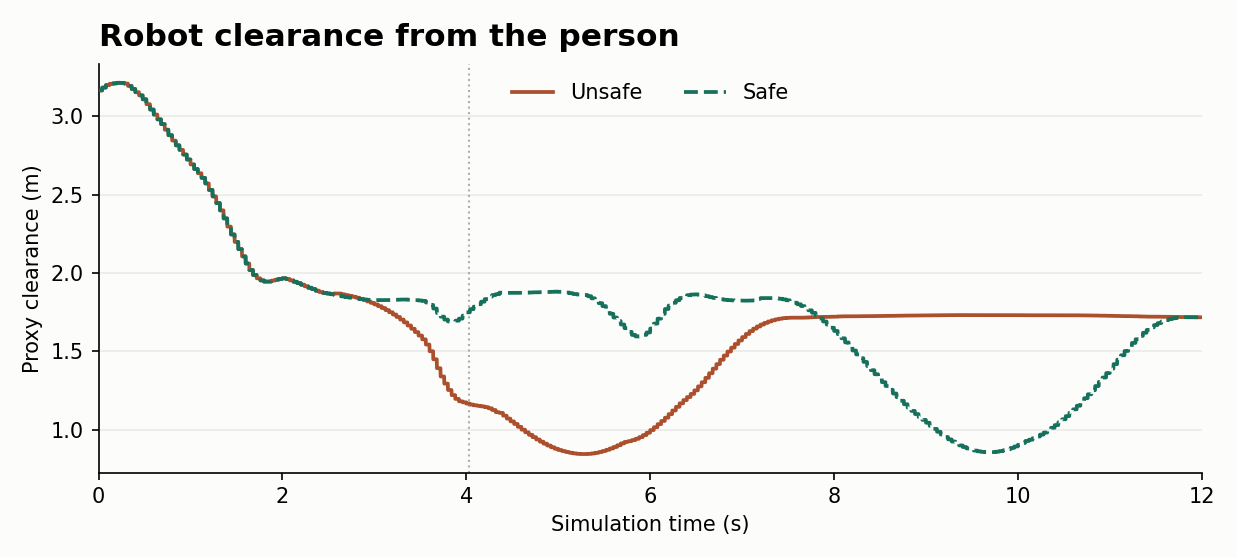 Robot clearance from the person
Unsafe
Safe
Proxy clearance (m)
3.0
2.5
2.0
1.5
1.0
0
2
4
6
8
10
12
Simulation time (s)